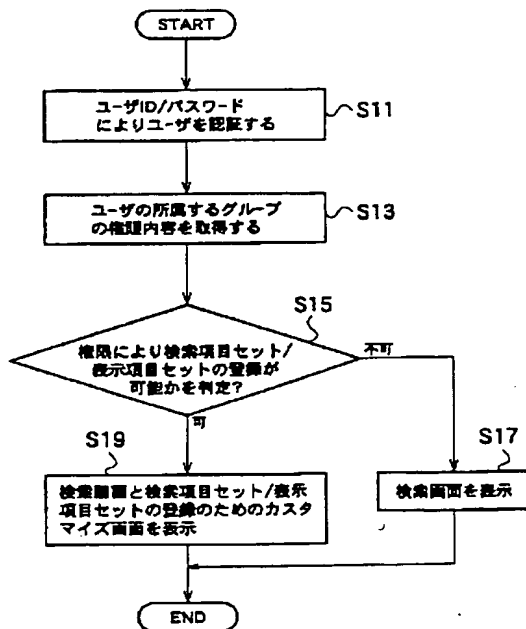 START
ユーザID/パスワード
によりユーザを認証する
S11
ユーザの所属するグループ
の権限内容を取得する
S13
S15
権限により検索項目セット/
表示項目セットの登録が
可能かを判定?
不可
可
S19
検索画面と検索項目セット/表示
項目セットの登録のためのカスタ
マイズ画面を表示
S17
検索画面を表示
END